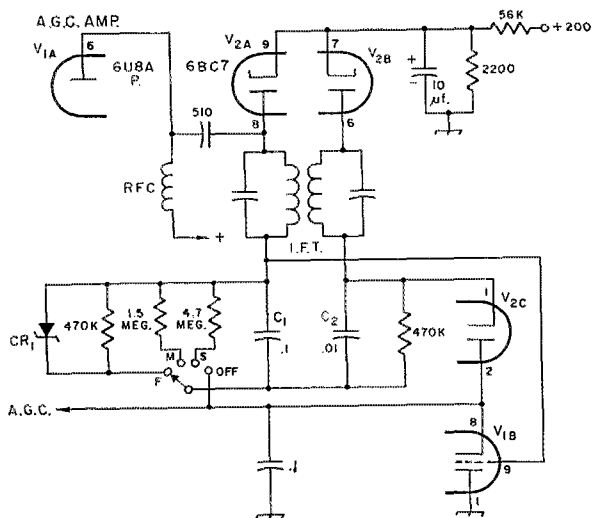 A.G.C. AMP.
V1A
6
6U8A
P.
510
RFC
+
V2A
6BC7
9
8
7
V2B
6
56K
+200
+
10
µf.
2200
I.F.T.
CR1
470K
1.5
MEG.
4.7
MEG.
M
S
F
OFF
C1
.1
C2
.01
470K
1
V2C
2
A.G.C.
8
V1B
9
1